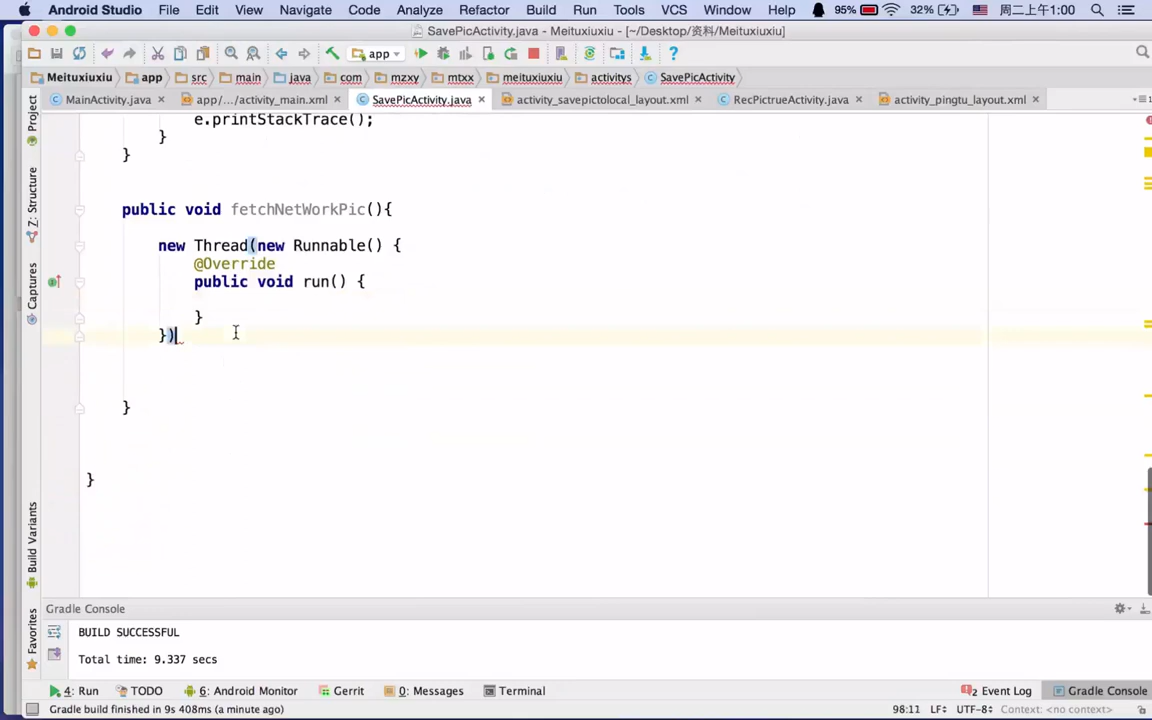 Android Studio File Edit View Navigate Code Analyze Refactor Build Run Tools VCS Window Help 95% 32% 周二上午1:00
SavePicActivity.java - Meituxiuxiu - [~/Desktop/资料/Meituxiuxiu]
app
Meituxiuxiu app src main java com mzxy mtxx meituxiuxiu activitys SavePicActivity
MainActivity.java app/.../activity_main.xml SavePicActivity.java activity_savepictolocal_layout.xml RecPictrueActivity.java activity_pingtu_layout.xml
Project
Z: Structure
Captures
Build Variants
Favorites
e.printStackTrace();
}
}
public void fetchNetWorkPic(){
new Thread(new Runnable() {
@Override
public void run() {
}
})
}
}
Gradle Console
BUILD SUCCESSFUL
Total time: 9.337 secs
4: Run TODO 6: Android Monitor Gerrit 0: Messages Terminal 2 Event Log Gradle Console
Gradle build finished in 9s 408ms (a minute ago) 98:11 LF÷ UTF-8÷ Context: <no context>